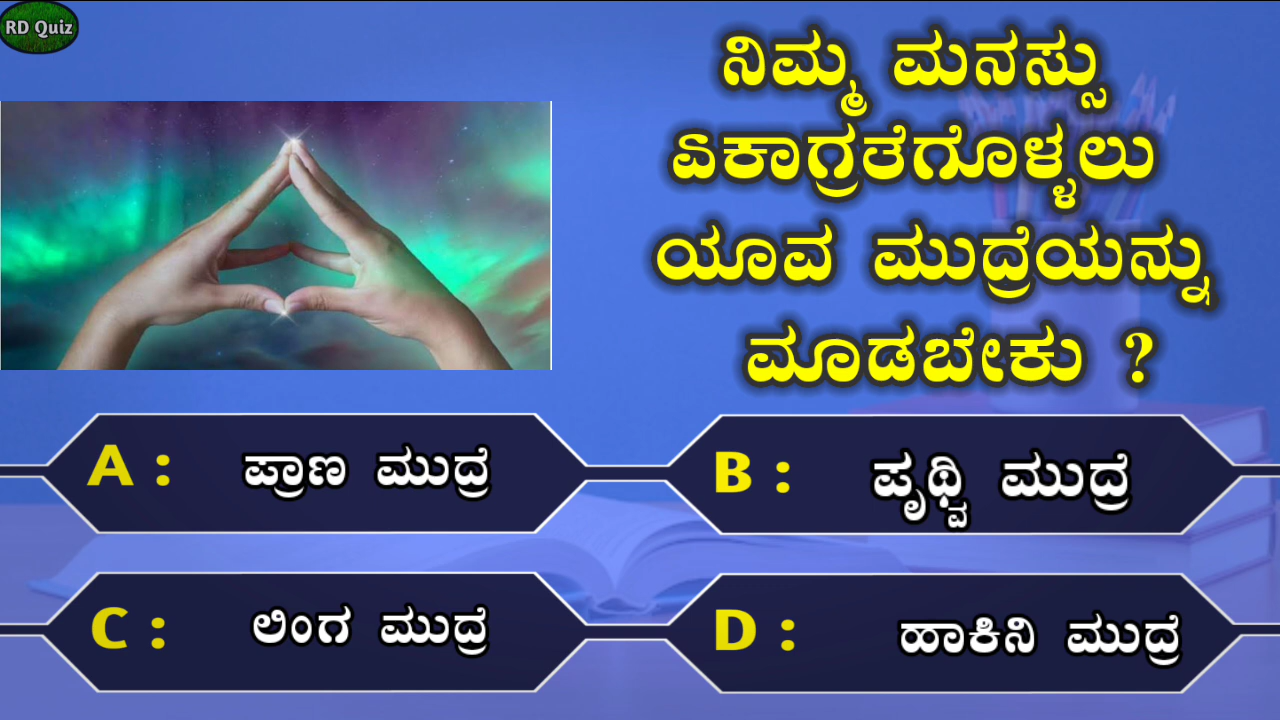 RD Quiz
ನಿಮ್ಮ ಮನಸ್ಸು
ಏಕಾಗ್ರತೆಗೊಳ್ಳಲು
ಯಾವ ಮುದ್ರೆಯನ್ನು
ಮಾಡಬೇಕು ?
A : ಪ್ರಾಣ ಮುದ್ರೆ
B : ಪೃಥ್ವಿ ಮುದ್ರೆ
C : ಲಿಂಗ ಮುದ್ರೆ
D : ಹಾಕಿನಿ ಮುದ್ರೆ